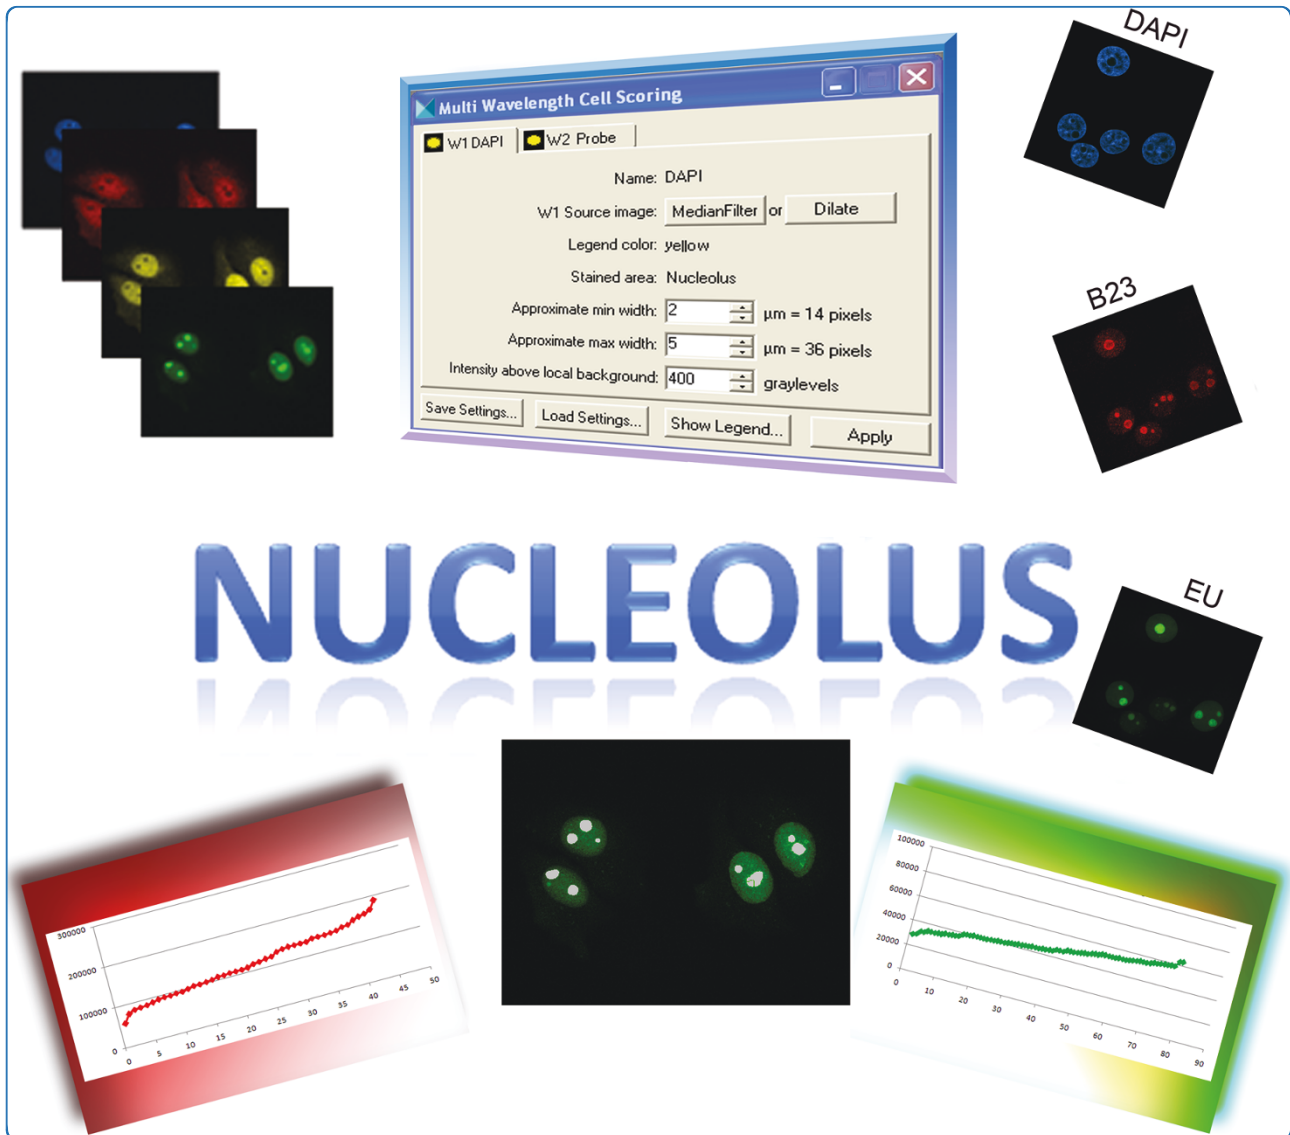 DAPI
Multi Wavelength Cell Scoring
W1 DAPI W2 Probe
Name: DAPI
W1 Source image: MedianFilter or Dilate
Legend color: yellow
Stained area: Nucleolus
Approximate min width: 2 µm = 14 pixels
Approximate max width: 5 µm = 36 pixels
Intensity above local background: 400 graylevels
Save Settings... Load Settings... Show Legend... Apply
B23
NUCLEOLUS
EU
300000
200000
100000
0
0 5 10 15 20 25 30 35 40 45 50
100000
80000
60000
40000
20000
0
10 20 30 40 50 60 70 80 90